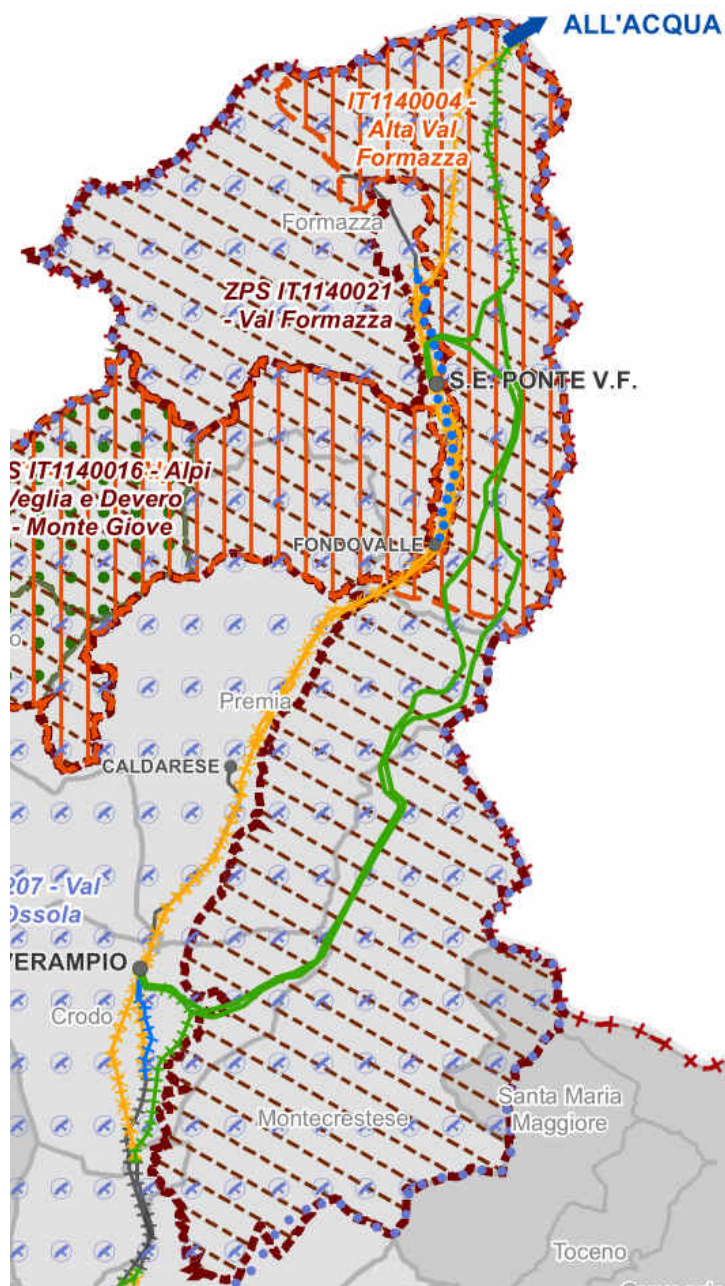 ALL'ACQUA
IT1140004 -
Alta Val
Formazza
Formazza
ZPS IT1140021
- Val Formazza
S.E. PONTE V.F.
S IT1140016 - Alpi
Veglia e Devero
- Monte Giove
FONDOVALLE
o
Premia
CALDARESE
207 - Val
Ossola
VERAMPIO
Crodo
Santa Maria
Maggiore
Montecrestese
Toceno